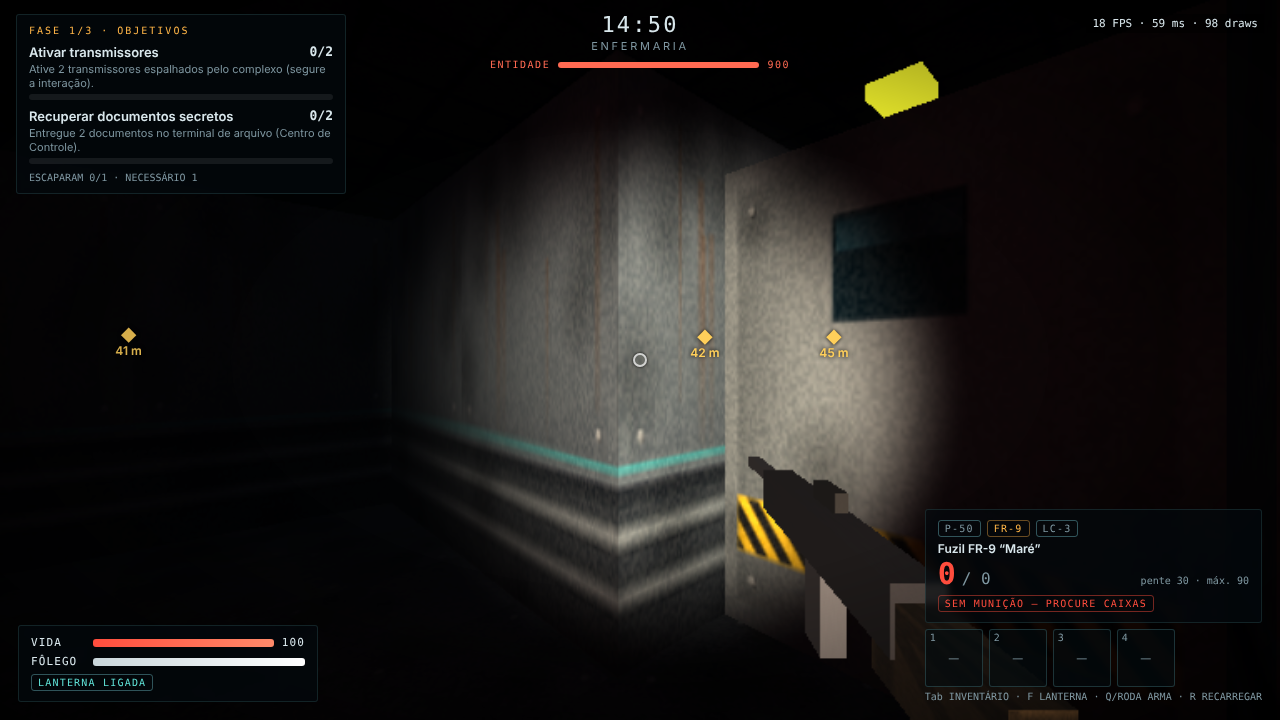 FASE 1/3 · OBJETIVOS
Ativar transmissores 0/2
Ative 2 transmissores espalhados pelo complexo (segure
a interação).
Recuperar documentos secretos 0/2
Entregue 2 documentos no terminal de arquivo (Centro de
Controle).
ESCAPARAM 0/1 · NECESSÁRIO 1
14:50
ENFERMARIA
ENTIDADE 900
18 FPS · 59 ms · 98 draws
41 m
42 m
45 m
VIDA 100
FÔLEGO
LANTERNA LIGADA
P-50 FR-9 LC-3
Fuzil FR-9 “Maré”
0 / 0 pente 30 · máx. 90
SEM MUNIÇÃO — PROCURE CAIXAS
1 2 3 4
— — — —
Tab INVENTÁRIO · F LANTERNA · Q/RODA ARMA · R RECARREGAR